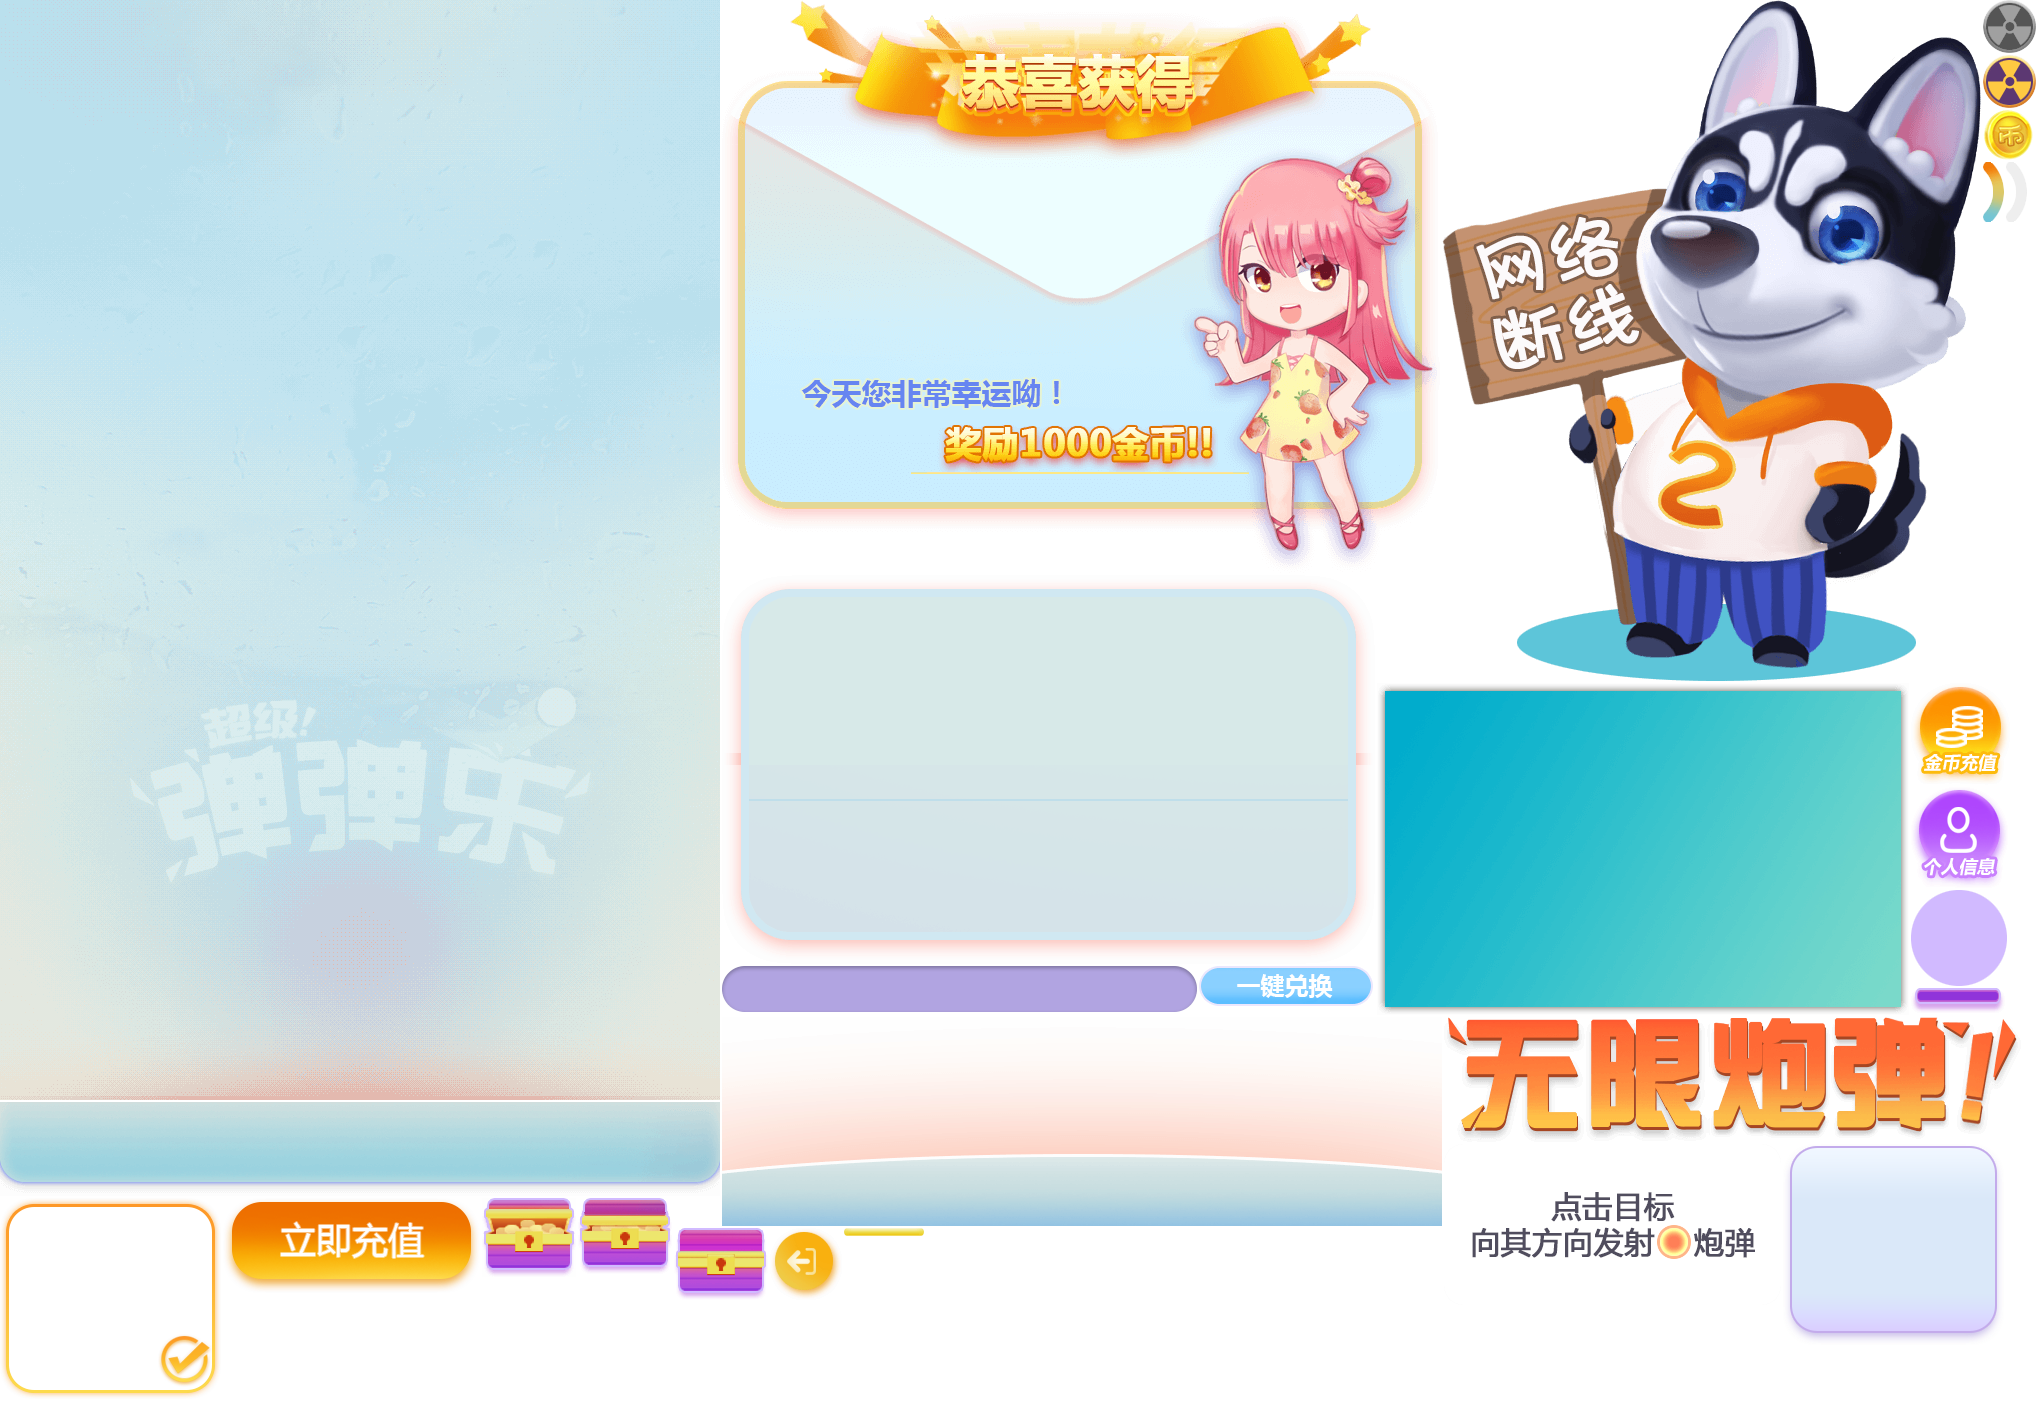 恭喜获得
今天您非常幸运呦！
奖励1000金币!!
网络
断线
币
超级!
弹弹乐
金币充值
个人信息
一键兑换
无限炮弹!
点击目标
向其方向发射炮弹
立即充值
2